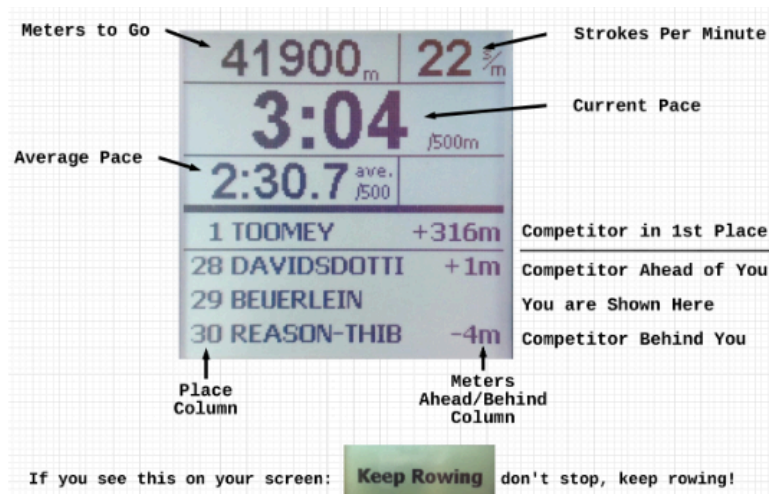 Meters to Go
41900 m
22 s/m
Strokes Per Minute
3:04 /500m
Current Pace
Average Pace
2:30.7 ave. /500
1 TOOMEY +316m Competitor in 1st Place
28 DAVIDSDOTTI +1m Competitor Ahead of You
29 BEUERLEIN You are Shown Here
30 REASON-THIB -4m Competitor Behind You
Place
Column
Meters
Ahead/Behind
Column
If you see this on your screen: Keep Rowing don't stop, keep rowing!